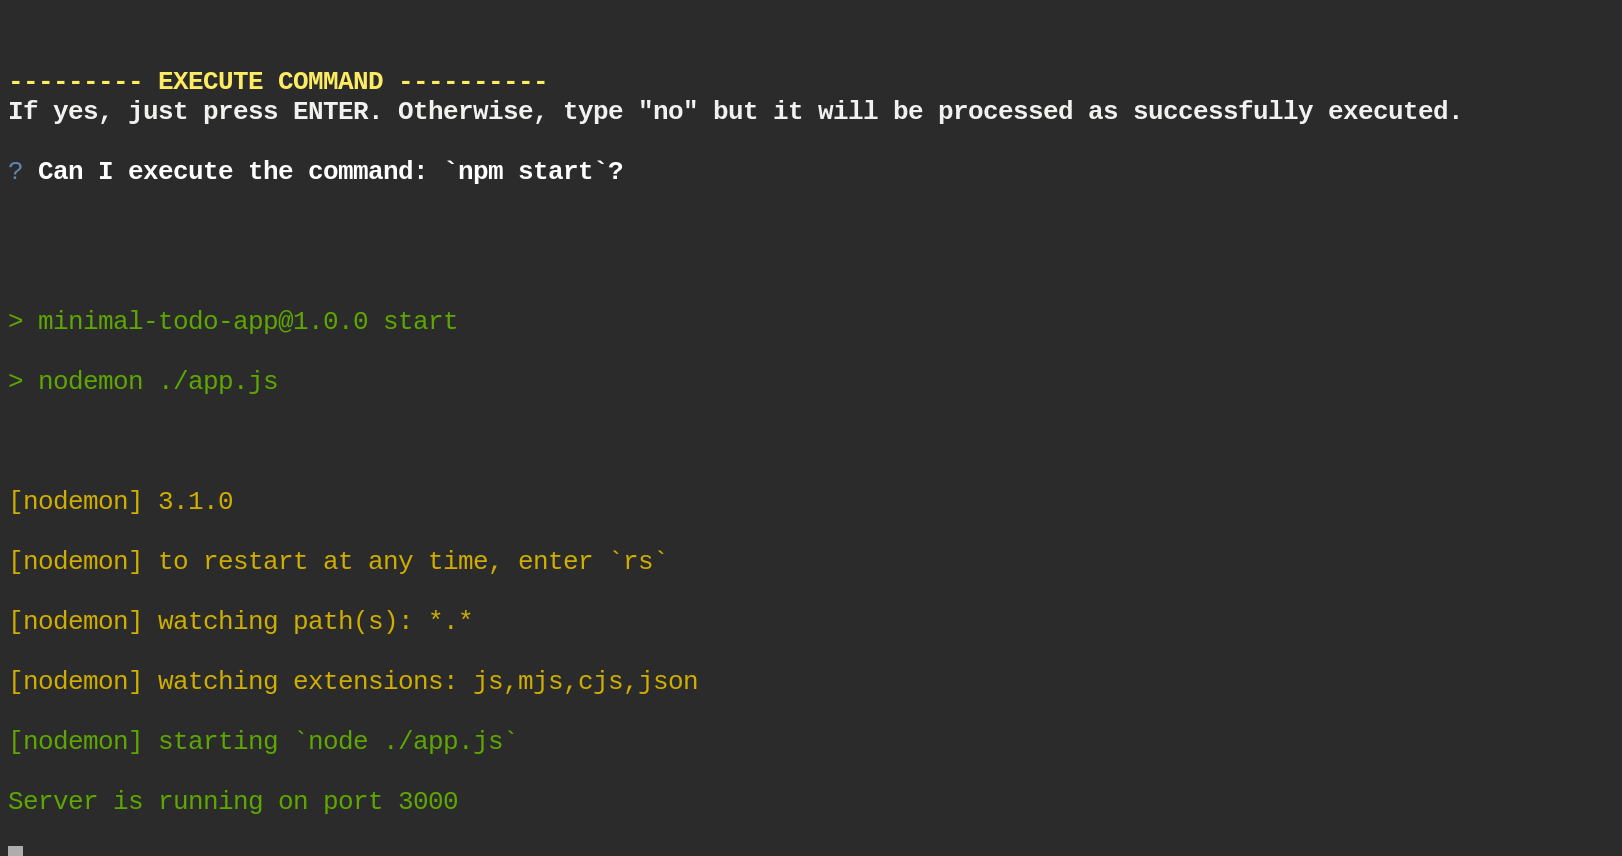 --------- EXECUTE COMMAND ----------
If yes, just press ENTER. Otherwise, type "no" but it will be processed as successfully executed.
? Can I execute the command: `npm start`?
> minimal-todo-app@1.0.0 start
> nodemon ./app.js
[nodemon] 3.1.0
[nodemon] to restart at any time, enter `rs`
[nodemon] watching path(s): *.*
[nodemon] watching extensions: js,mjs,cjs,json
[nodemon] starting `node ./app.js`
Server is running on port 3000